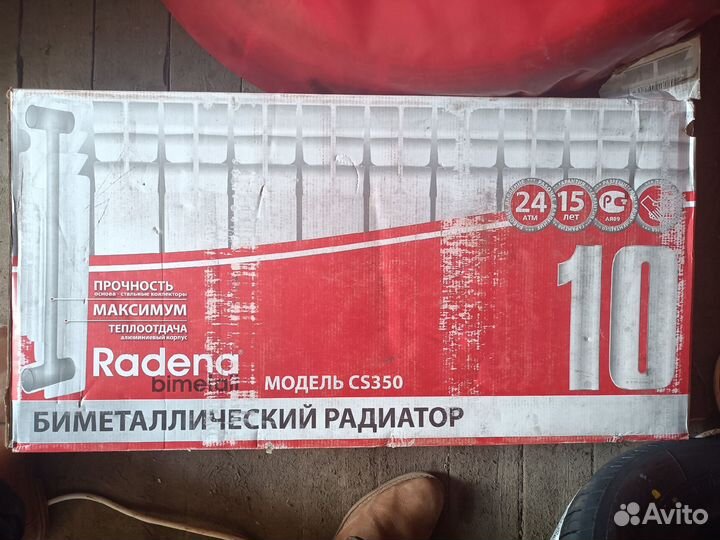 24
АТМ
15
ЛЕТ
АЯ09
10
ПРОЧНОСТЬ
основа - стальные коллекторы
МАКСИМУМ
ТЕПЛООТДАЧА
алюминиевый корпус
Radena
bimetall
МОДЕЛЬ CS350
БИМЕТАЛЛИЧЕСКИЙ РАДИАТОР
Avito